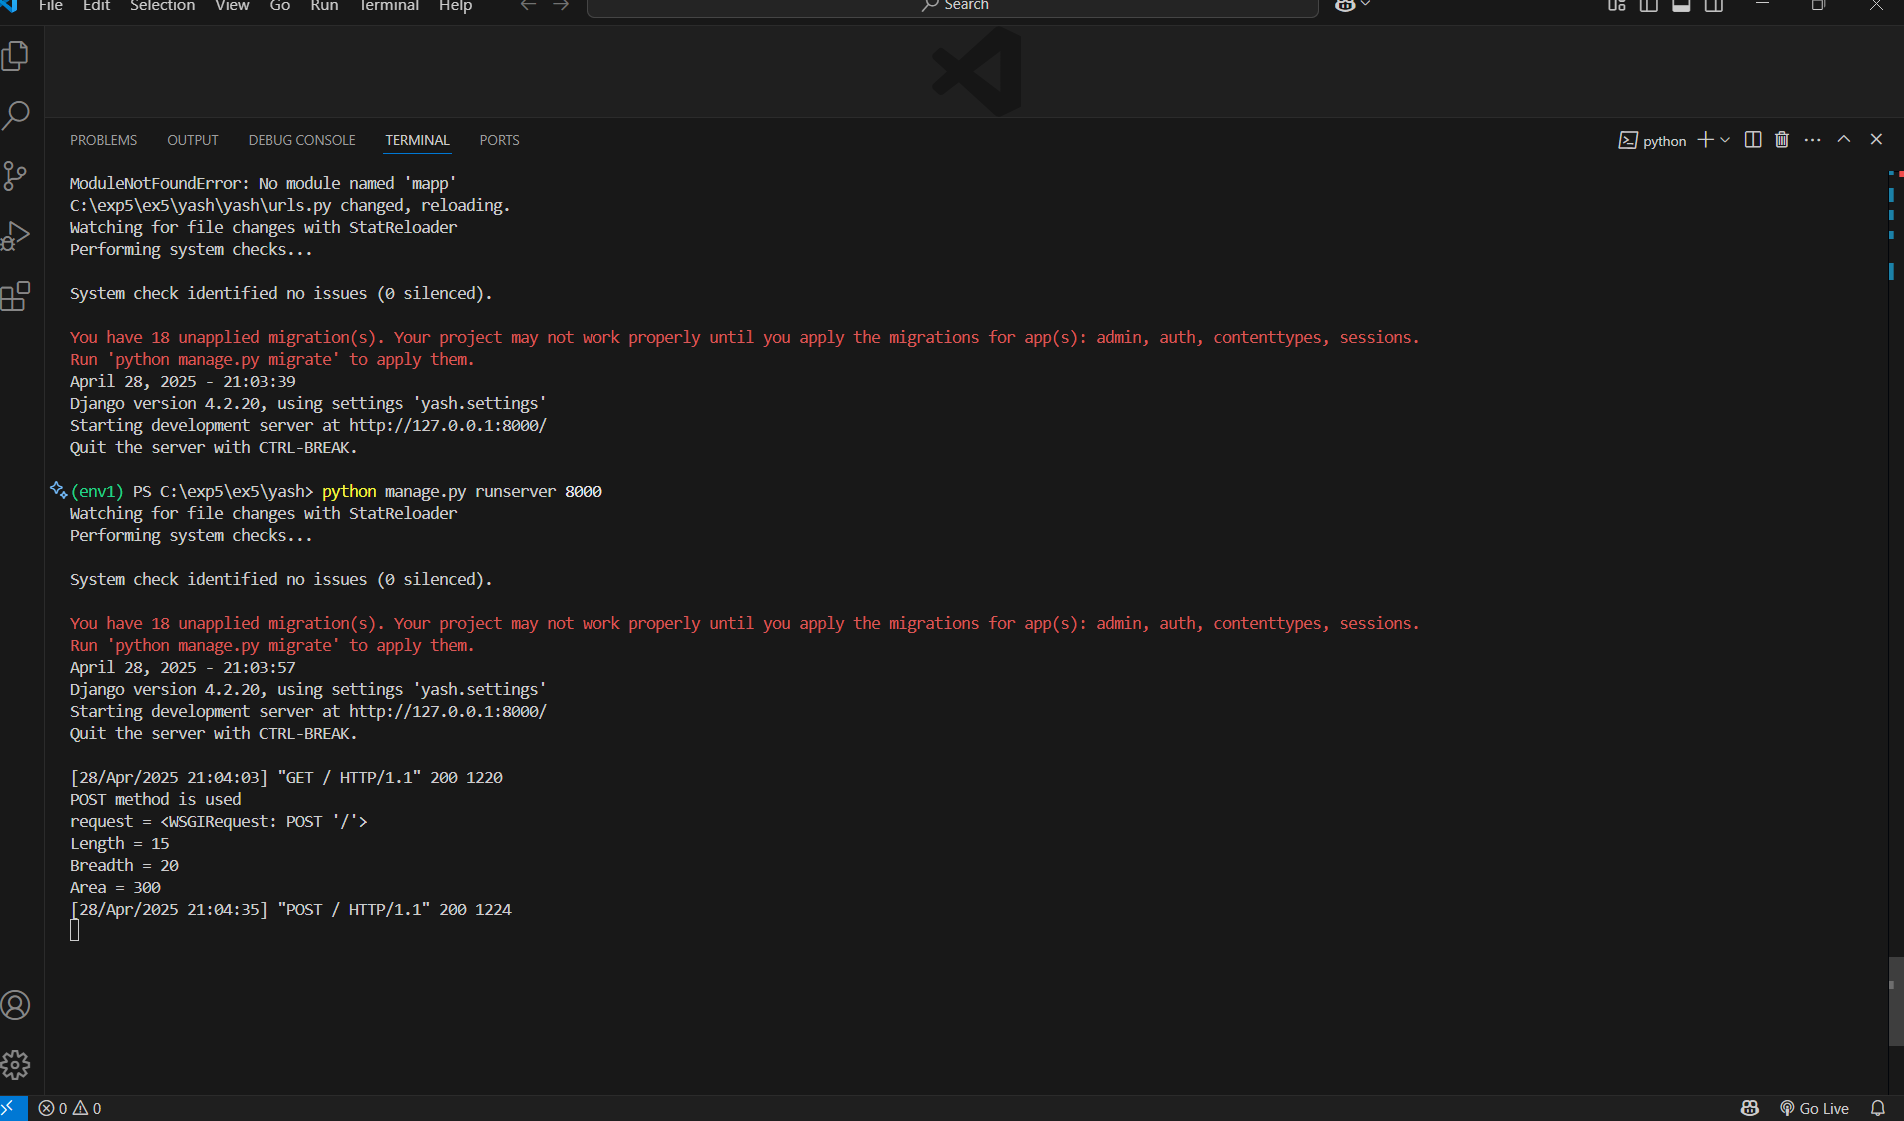 File Edit Selection View Go Run Terminal Help Search
PROBLEMS OUTPUT DEBUG CONSOLE TERMINAL PORTS python
ModuleNotFoundError: No module named 'mapp'
C:\exp5\ex5\yash\yash\urls.py changed, reloading.
Watching for file changes with StatReloader
Performing system checks...
System check identified no issues (0 silenced).
You have 18 unapplied migration(s). Your project may not work properly until you apply the migrations for app(s): admin, auth, contenttypes, sessions.
Run 'python manage.py migrate' to apply them.
April 28, 2025 - 21:03:39
Django version 4.2.20, using settings 'yash.settings'
Starting development server at http://127.0.0.1:8000/
Quit the server with CTRL-BREAK.
(env1) PS C:\exp5\ex5\yash> python manage.py runserver 8000
Watching for file changes with StatReloader
Performing system checks...
System check identified no issues (0 silenced).
You have 18 unapplied migration(s). Your project may not work properly until you apply the migrations for app(s): admin, auth, contenttypes, sessions.
Run 'python manage.py migrate' to apply them.
April 28, 2025 - 21:03:57
Django version 4.2.20, using settings 'yash.settings'
Starting development server at http://127.0.0.1:8000/
Quit the server with CTRL-BREAK.
[28/Apr/2025 21:04:03] "GET / HTTP/1.1" 200 1220
POST method is used
request = <WSGIRequest: POST '/'>
Length = 15
Breadth = 20
Area = 300
[28/Apr/2025 21:04:35] "POST / HTTP/1.1" 200 1224
0 0 Go Live